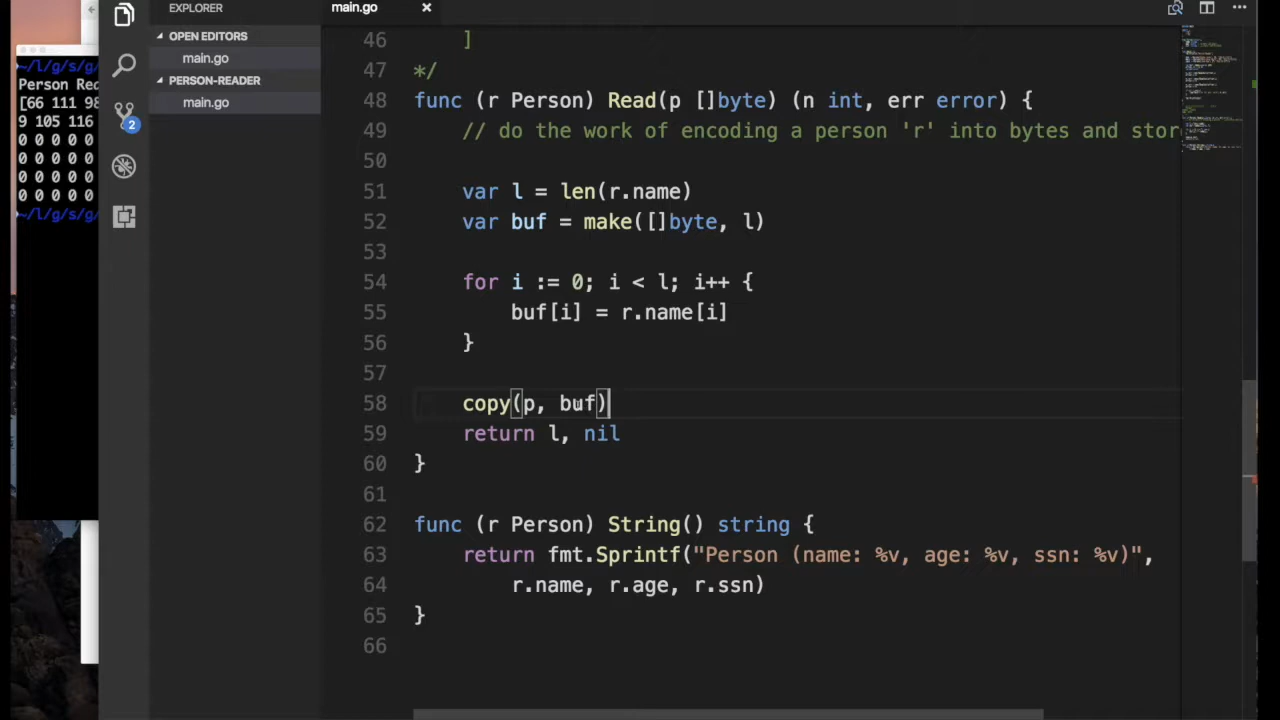 EXPLORER
main.go
OPEN EDITORS
main.go
PERSON-READER
main.go
2
~/l/g/s/g/
Person Rea
[66 111 98
9 105 116
0 0 0 0 0
0 0 0 0 0
0 0 0 0 0
0 0 0 0 0
~/l/g/s/g/
46 ]
47 */
48 func (r Person) Read(p []byte) (n int, err error) {
49 // do the work of encoding a person 'r' into bytes and stor
50
51 var l = len(r.name)
52 var buf = make([]byte, l)
53
54 for i := 0; i < l; i++ {
55 buf[i] = r.name[i]
56 }
57
58 copy(p, buf)
59 return l, nil
60 }
61
62 func (r Person) String() string {
63 return fmt.Sprintf("Person (name: %v, age: %v, ssn: %v)",
64 r.name, r.age, r.ssn)
65 }
66